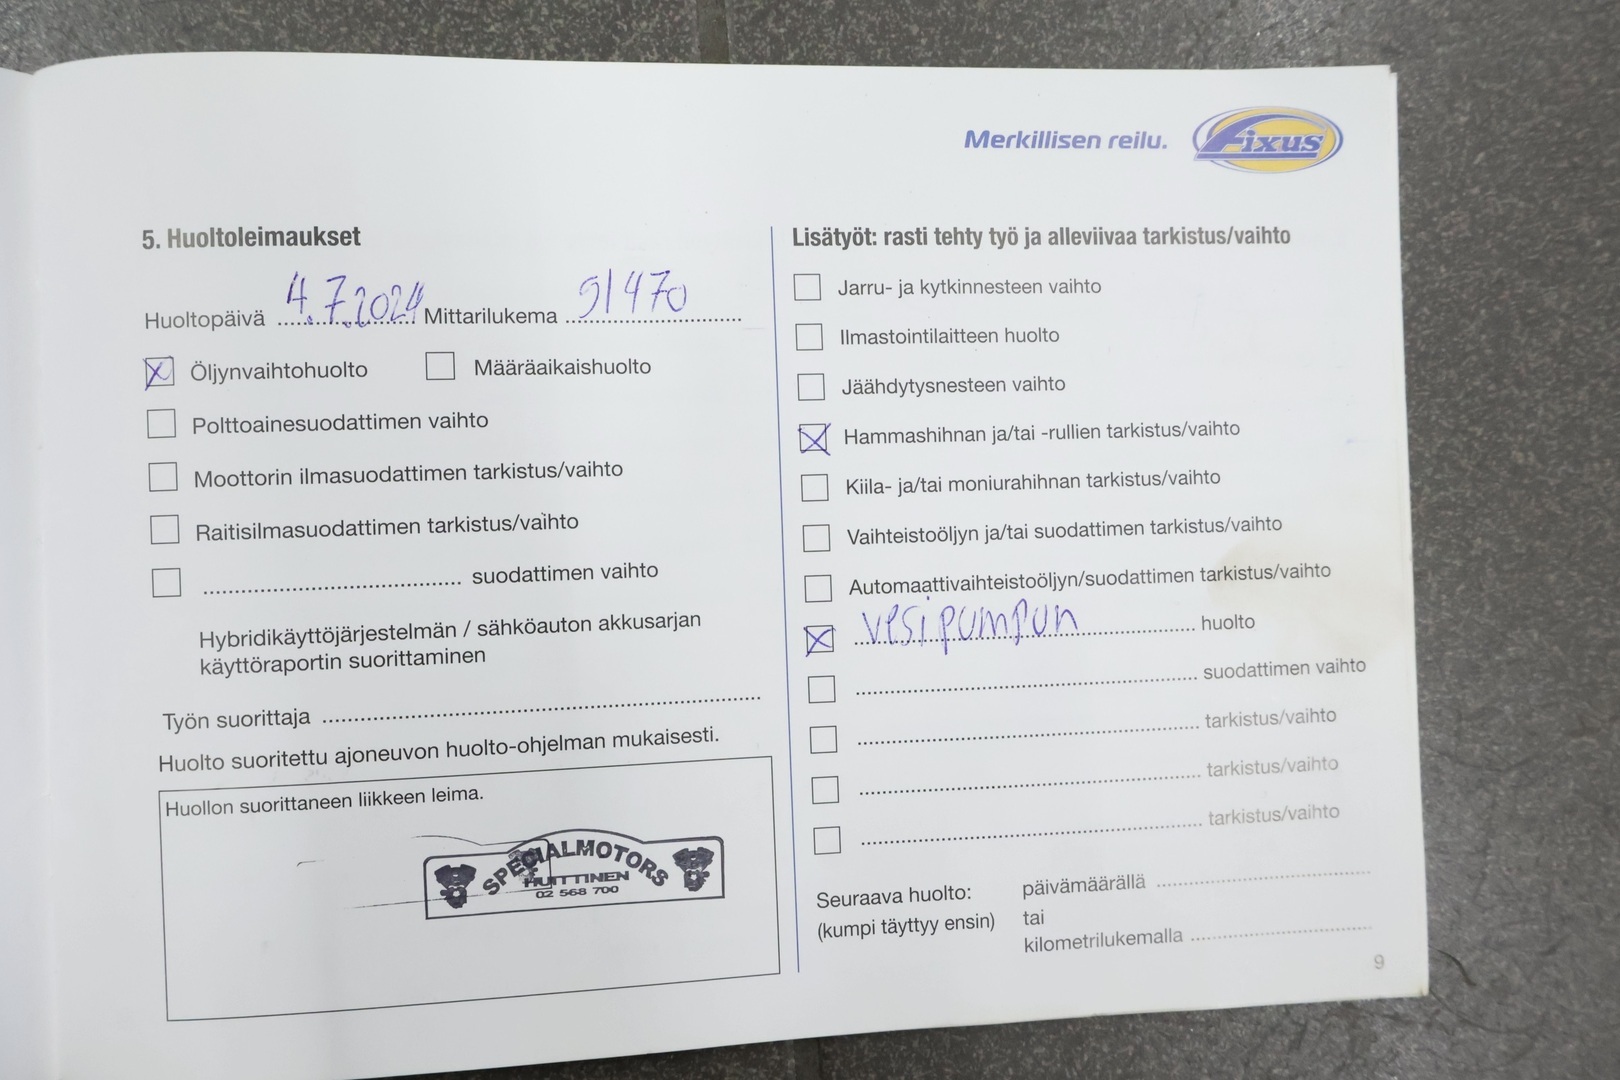 Merkillisen reilu. Fixus
5. Huoltoleimaukset
Huoltopäivä 4.7.2024 Mittarilukema 91470
Öljynvaihtohuolto Määräaikaishuolto
Polttoainesuodattimen vaihto
Moottorin ilmasuodattimen tarkistus/vaihto
Raitisilmasuodattimen tarkistus/vaihto
suodattimen vaihto
Hybridikäyttöjärjestelmän / sähköauton akkusarjan
käyttöraportin suorittaminen
Työn suorittaja
Huolto suoritettu ajoneuvon huolto-ohjelman mukaisesti.
Huollon suorittaneen liikkeen leima.
SPECIALMOTORS
HUITTINEN
02 568 700
Lisätyöt: rasti tehty työ ja alleviivaa tarkistus/vaihto
Jarru- ja kytkinnesteen vaihto
Ilmastointilaitteen huolto
Jäähdytysnesteen vaihto
Hammashihnan ja/tai -rullien tarkistus/vaihto
Kiila- ja/tai moniurahihnan tarkistus/vaihto
Vaihteistoöljyn ja/tai suodattimen tarkistus/vaihto
Automaattivaihteistoöljyn/suodattimen tarkistus/vaihto
vesipumpun huolto
suodattimen vaihto
tarkistus/vaihto
tarkistus/vaihto
tarkistus/vaihto
Seuraava huolto: päivämäärällä
(kumpi täyttyy ensin) tai
kilometrilukemalla
9